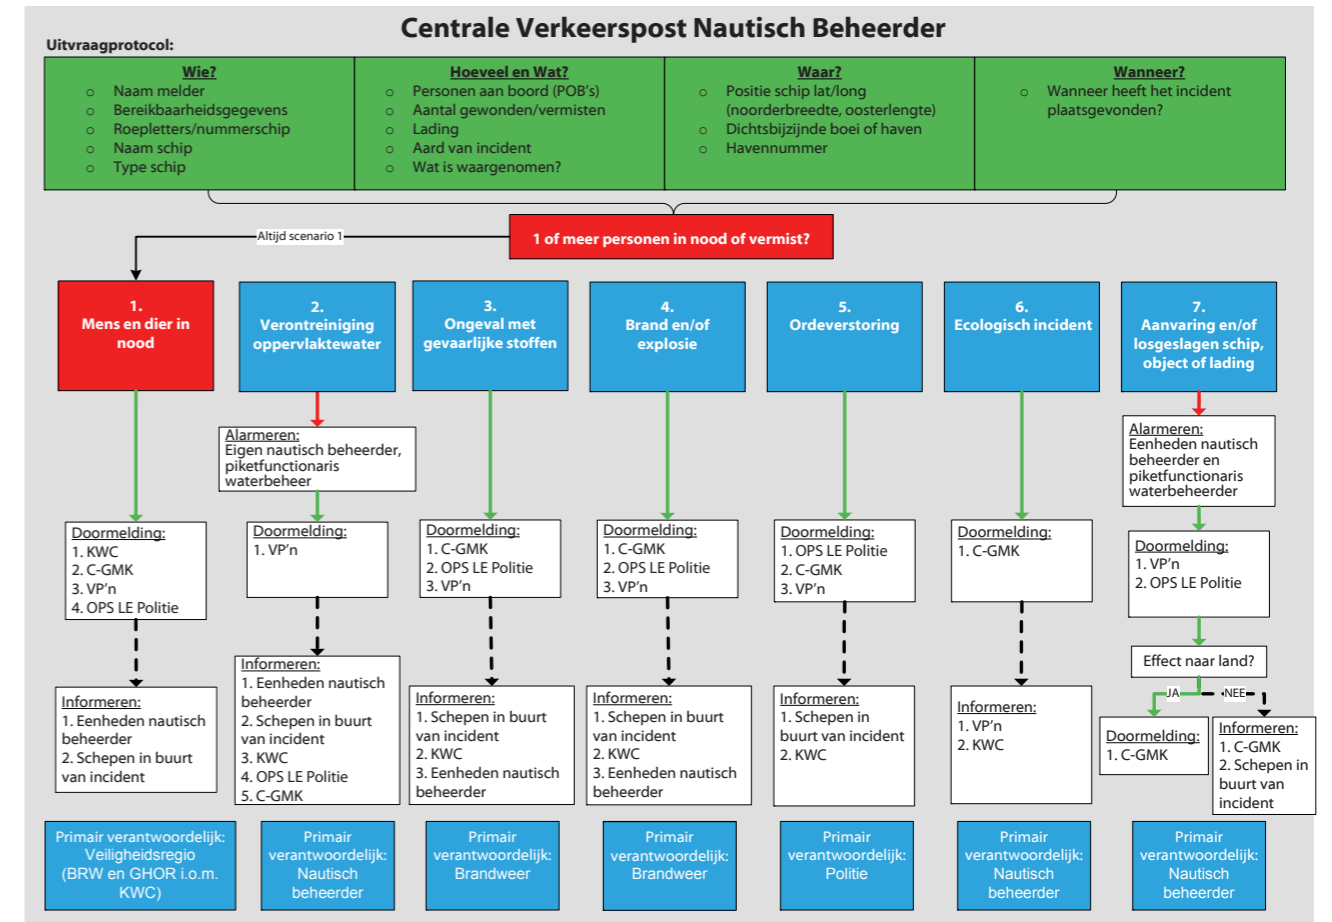 Centrale Verkeerspost Nautisch Beheerder
Uitvraagprotocol:
Wie?
o Naam melder
o Bereikbaarheidsgegevens
o Roepletters/nummerschip
o Naam schip
o Type schip
Hoeveel en Wat?
o Personen aan boord (POB's)
o Aantal gewonden/vermisten
o Lading
o Aard van incident
o Wat is waargenomen?
Waar?
o Positie schip lat/long
(noorderbreedte, oosterlengte)
o Dichtsbijzijnde boei of haven
o Havennummer
Wanneer?
o Wanneer heeft het incident
plaatsgevonden?
Altijd scenario 1
1 of meer personen in nood of vermist?
1.
Mens en dier in
nood
2.
Verontreiniging
oppervlaktewater
3.
Ongeval met
gevaarlijke stoffen
4.
Brand en/of
explosie
5.
Ordeverstoring
6.
Ecologisch incident
7.
Aanvaring en/of
losgeslagen schip,
object of lading
Alarmeren:
Eigen nautisch beheerder,
piketfunctionaris
waterbeheer
Alarmeren:
Eenheden nautisch
beheerder en
piketfunctionaris
waterbeheerder
Doormelding:
1. KWC
2. C-GMK
3. VP'n
4. OPS LE Politie
Doormelding:
1. VP'n
Doormelding:
1. C-GMK
2. OPS LE Politie
3. VP'n
Doormelding:
1. C-GMK
2. OPS LE Politie
3. VP'n
Doormelding:
1. OPS LE Politie
2. C-GMK
3. VP'n
Doormelding:
1. C-GMK
Doormelding:
1. VP'n
2. OPS LE Politie
Effect naar land?
JA
NEE
Informeren:
1. Eenheden nautisch
beheerder
2. Schepen in buurt
van incident
Informeren:
1. Eenheden nautisch
beheerder
2. Schepen in buurt
van incident
3. KWC
4. OPS LE Politie
5. C-GMK
Informeren:
1. Schepen in buurt
van incident
2. KWC
3. Eenheden nautisch
beheerder
Informeren:
1. Schepen in buurt
van incident
2. KWC
3. Eenheden nautisch
beheerder
Informeren:
1. Schepen in
buurt van incident
2. KWC
Informeren:
1. VP'n
2. KWC
Doormelding:
1. C-GMK
Informeren:
1. C-GMK
2. Schepen in
buurt van
incident
Primair verantwoordelijk:
Veiligheidsregio
(BRW en GHOR i.o.m.
KWC)
Primair
verantwoordelijk:
Nautisch
beheerder
Primair
verantwoordelijk:
Brandweer
Primair
verantwoordelijk:
Brandweer
Primair
verantwoordelijk:
Politie
Primair
verantwoordelijk:
Nautisch
beheerder
Primair
verantwoordelijk:
Nautisch
beheerder